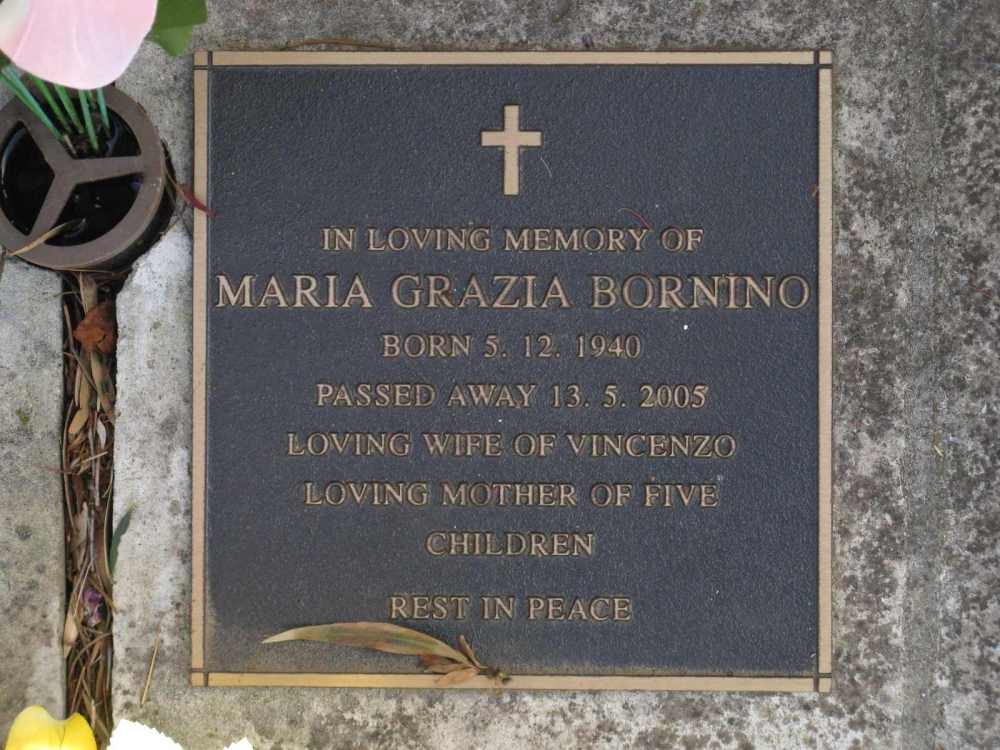 IN LOVING MEMORY OF
MARIA GRAZIA BORNINO
BORN 5. 12. 1940
PASSED AWAY 13. 5. 2005
LOVING WIFE OF VINCENZO
LOVING MOTHER OF FIVE
CHILDREN
REST IN PEACE